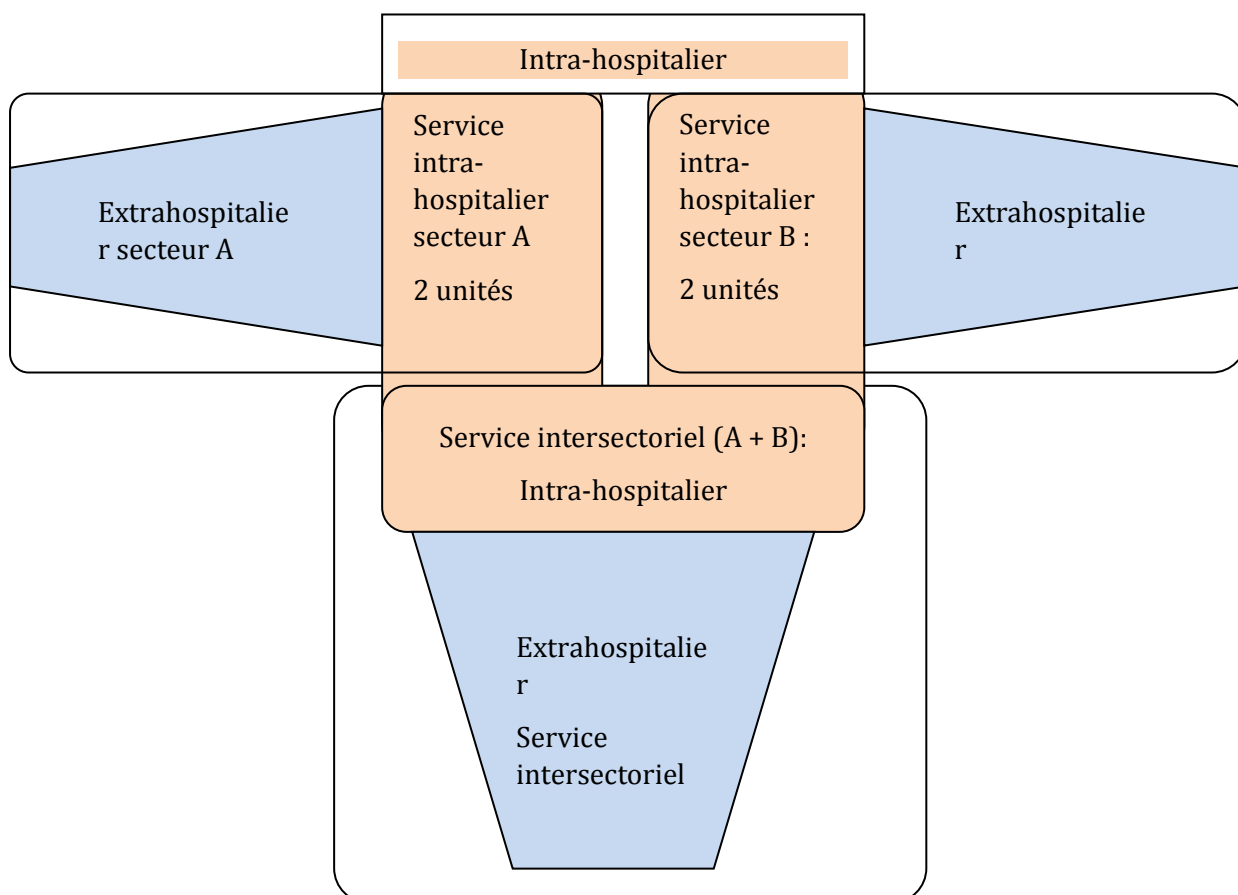 Intra-hospitalier
Extrahospitalie
r secteur A
Service
intra-
hospitalier
secteur A
2 unités
Service
intra-
hospitalier
secteur B :
2 unités
Extrahospitalie
r
Service intersectoriel (A + B):
Intra-hospitalier
Extrahospitalie
r
Service
intersectoriel